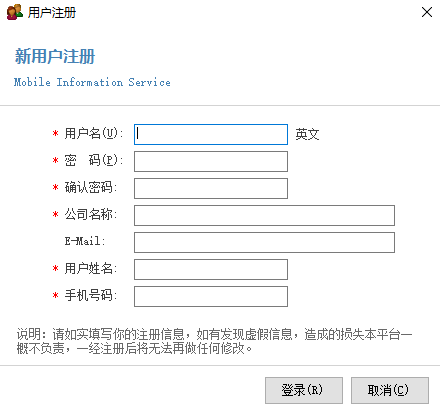 用户注册
新用户注册
Mobile Information Service
* 用户名(U): 英文
* 密 码(P):
* 确认密码:
* 公司名称:
E-Mail:
* 用户姓名:
* 手机号码:
说明：请如实填写你的注册信息，如有发现虚假信息，造成的损失本平台一
概不负责，一经注册后将无法再做任何修改。
登录(R) 取消(C)